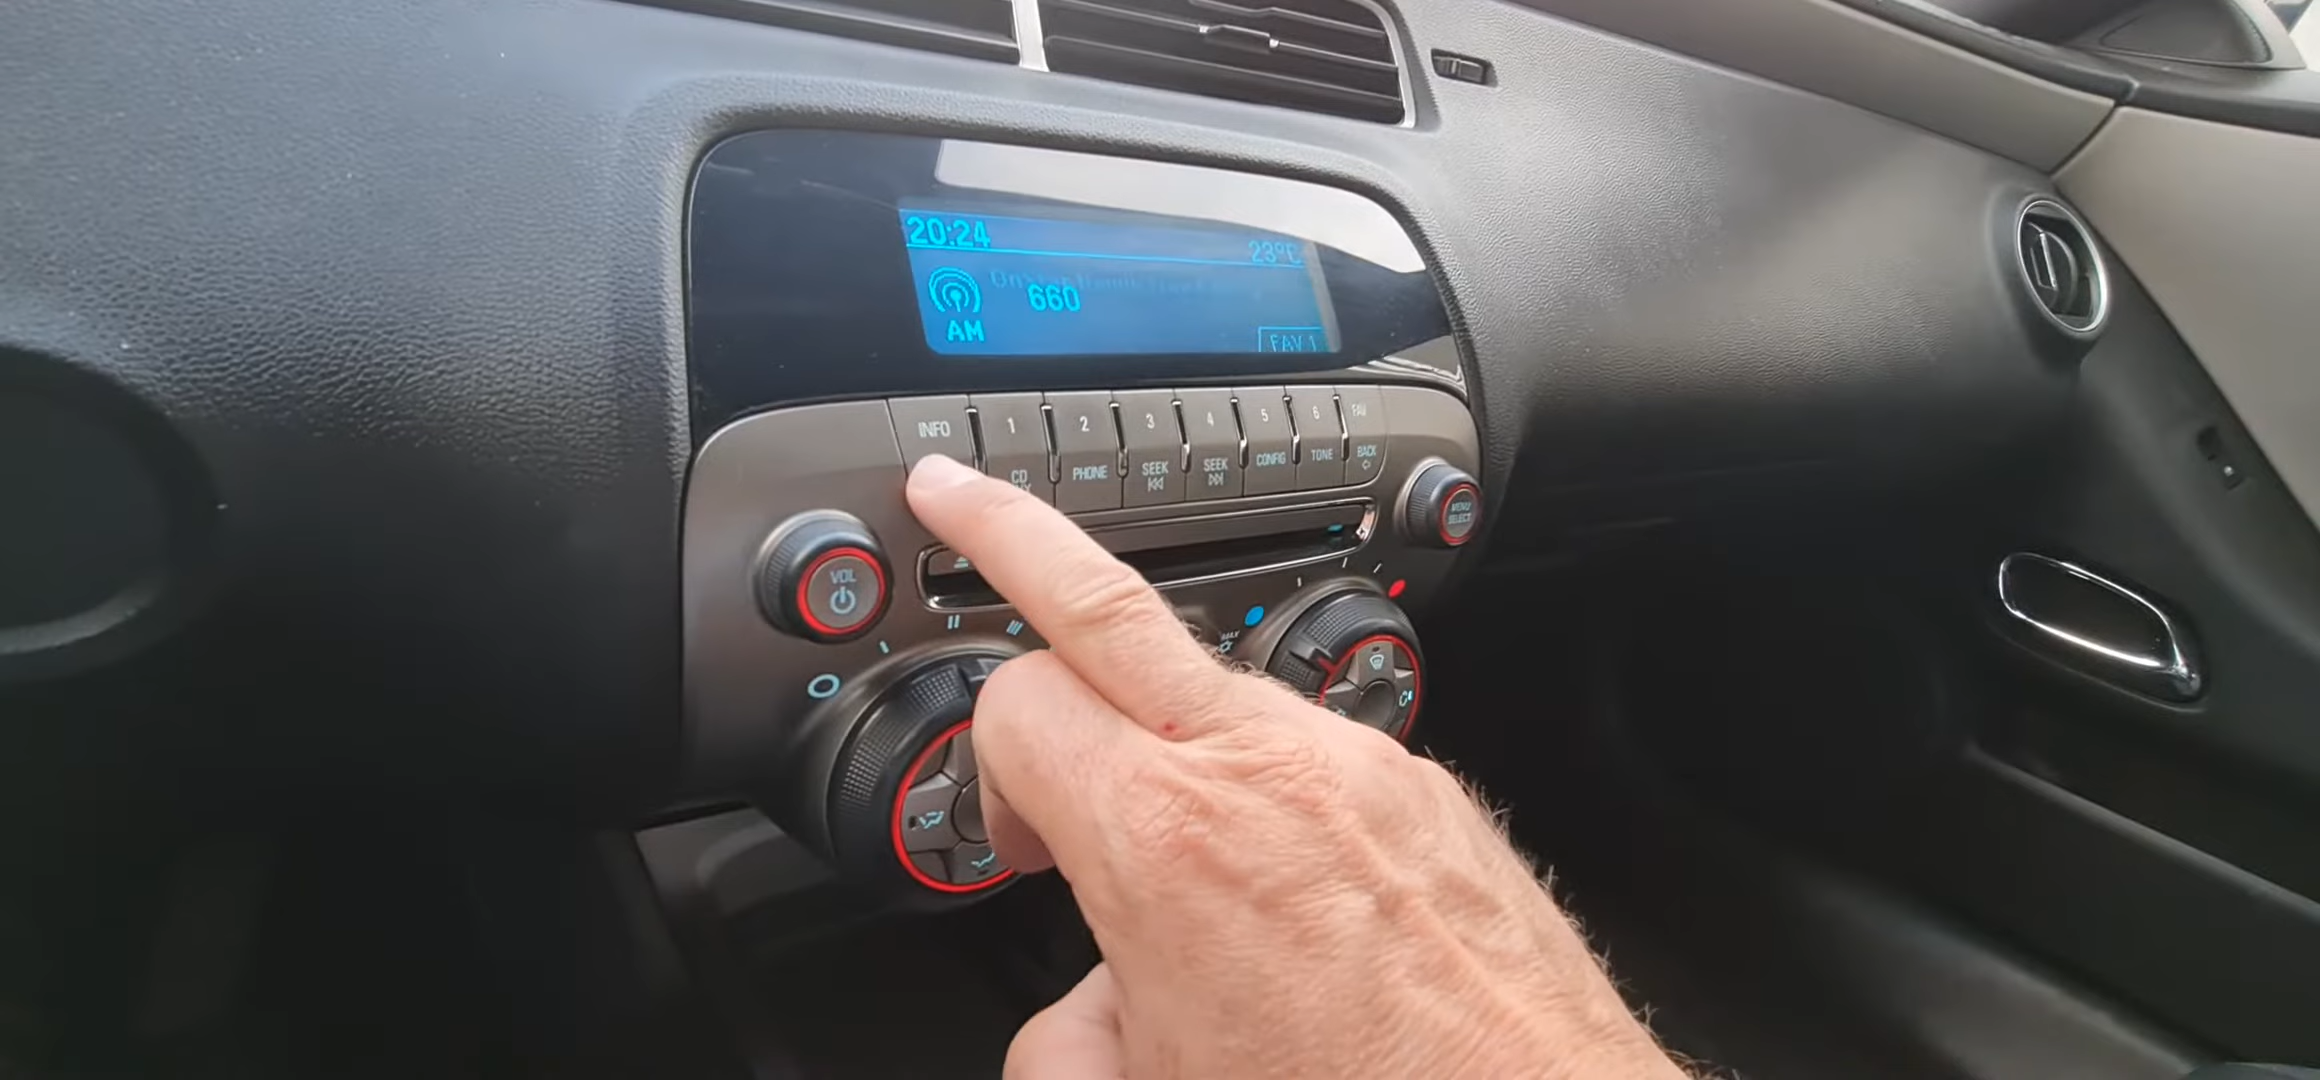 20:24
23°C
660
AM
FAV 1
INFO 1 2 3 4 5 6 FAV
CD PHONE SEEK SEEK CONFIG TONE BACK
MENU
SELECT
VOL
MAX